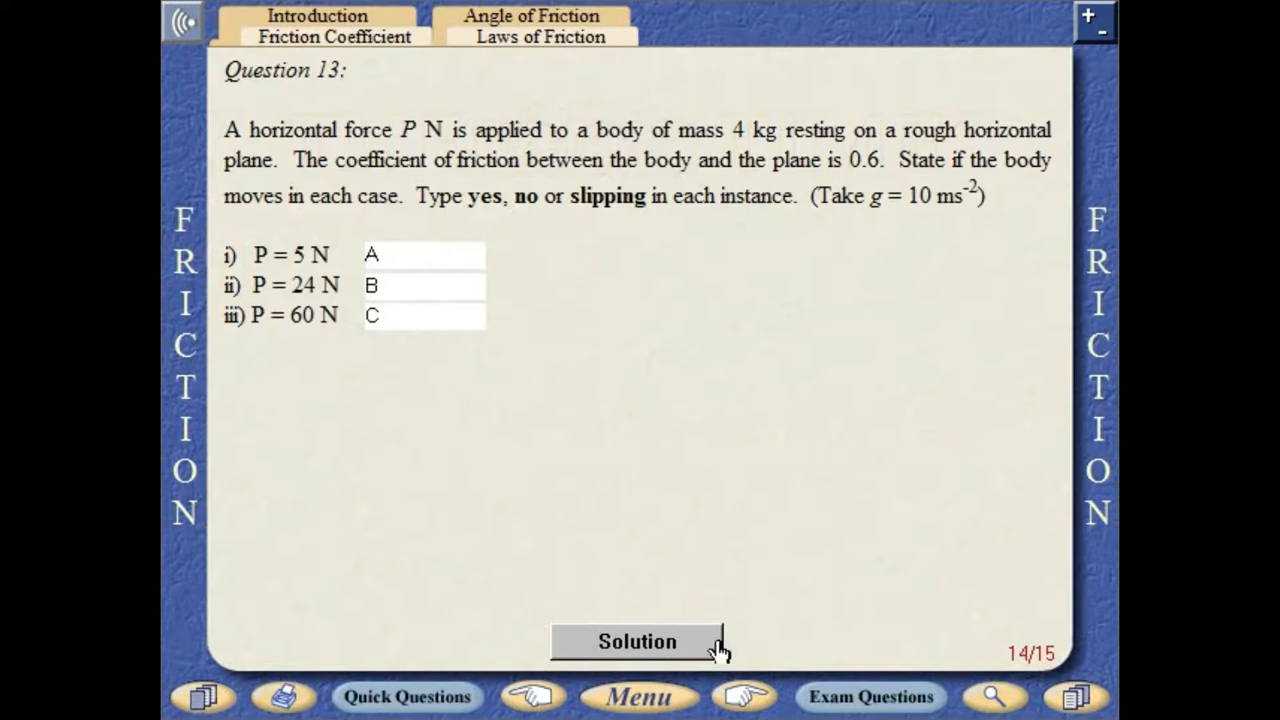 Introduction
Angle of Friction
Friction Coefficient
Laws of Friction
+
-
Question 13:
A horizontal force P N is applied to a body of mass 4 kg resting on a rough horizontal
plane. The coefficient of friction between the body and the plane is 0.6. State if the body
moves in each case. Type yes, no or slipping in each instance. (Take g = 10 ms⁻²)
i) P = 5 N A
ii) P = 24 N B
iii) P = 60 N C
FRICTION
FRICTION
Solution
14/15
Quick Questions
Menu
Exam Questions